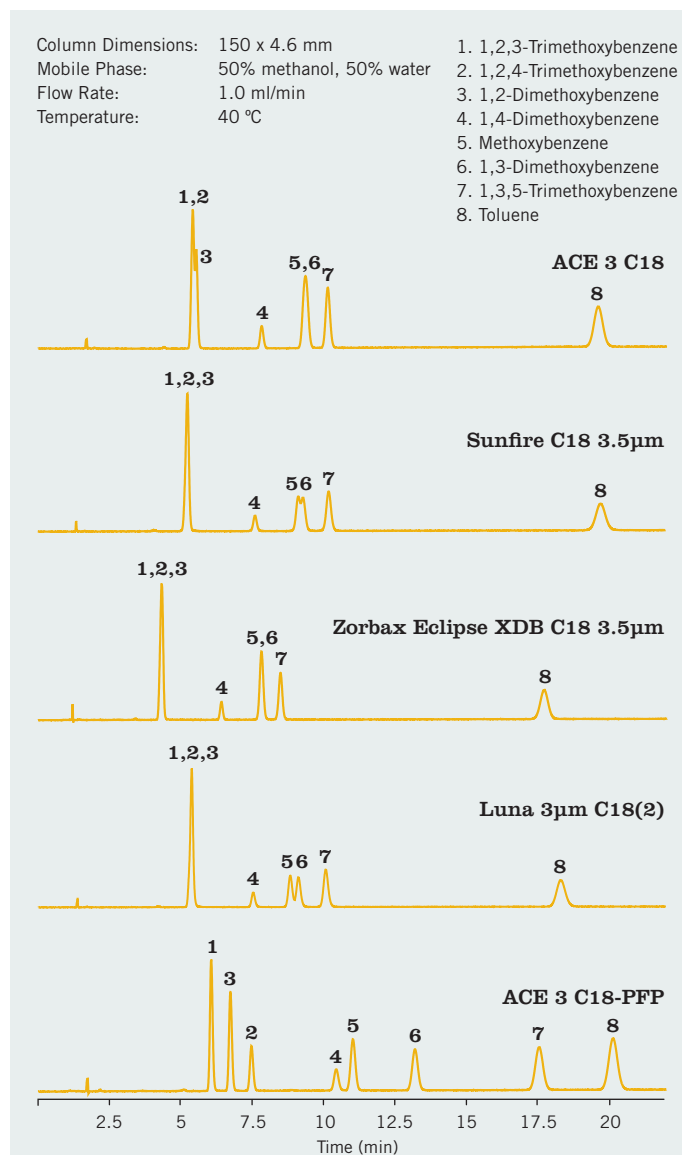 Column Dimensions: 150 x 4.6 mm
Mobile Phase: 50% methanol, 50% water
Flow Rate: 1.0 ml/min
Temperature: 40 ºC
1. 1,2,3-Trimethoxybenzene
2. 1,2,4-Trimethoxybenzene
3. 1,2-Dimethoxybenzene
4. 1,4-Dimethoxybenzene
5. Methoxybenzene
6. 1,3-Dimethoxybenzene
7. 1,3,5-Trimethoxybenzene
8. Toluene
ACE 3 C18
1,2
3
4
5,6
7
8
Sunfire C18 3.5µm
1,2,3
4
56
7
8
Zorbax Eclipse XDB C18 3.5µm
1,2,3
4
5,6
7
8
Luna 3µm C18(2)
1,2,3
4
56
7
8
ACE 3 C18-PFP
1
3
2
4
5
6
7
8
2.5 5 7.5 10 12.5 15 17.5 20
Time (min)